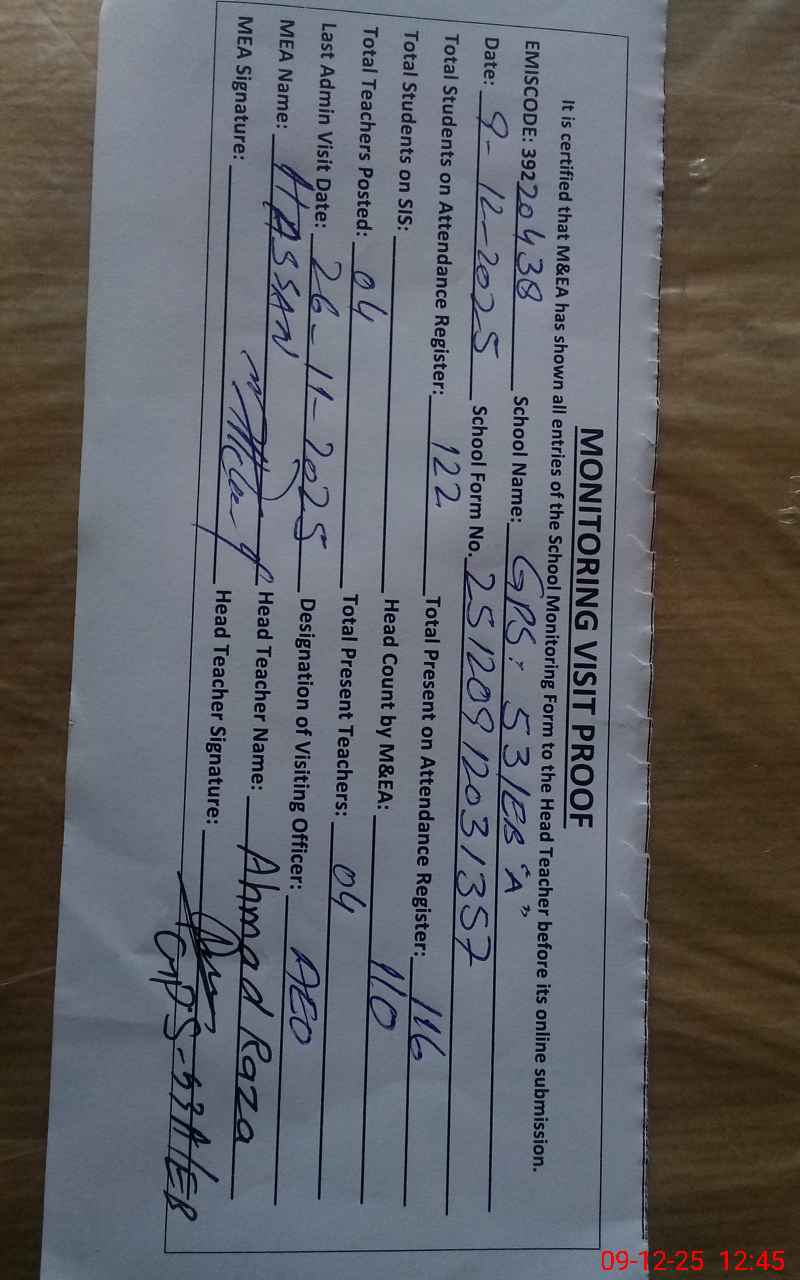 MONITORING VISIT PROOF
It is certified that M&EA has shown all entries of the School Monitoring Form to the Head Teacher before its online submission.
EMISCODE: 39220438 School Name: GPS: 53/EB "A"
Date: 9-12-2025 School Form No. 25120912031357
Total Students on Attendance Register: 122 Total Present on Attendance Register: 116
Total Students on SIS: Head Count by M&EA: 110
Total Teachers Posted: 04 Total Present Teachers: 04
Last Admin Visit Date: 26-11-2025 Designation of Visiting Officer: AEO
MEA Name: HASSAN Head Teacher Name: Ahmad Raza
MEA Signature: Head Teacher Signature:
GPS-53A/EB
09-12-25 12:45